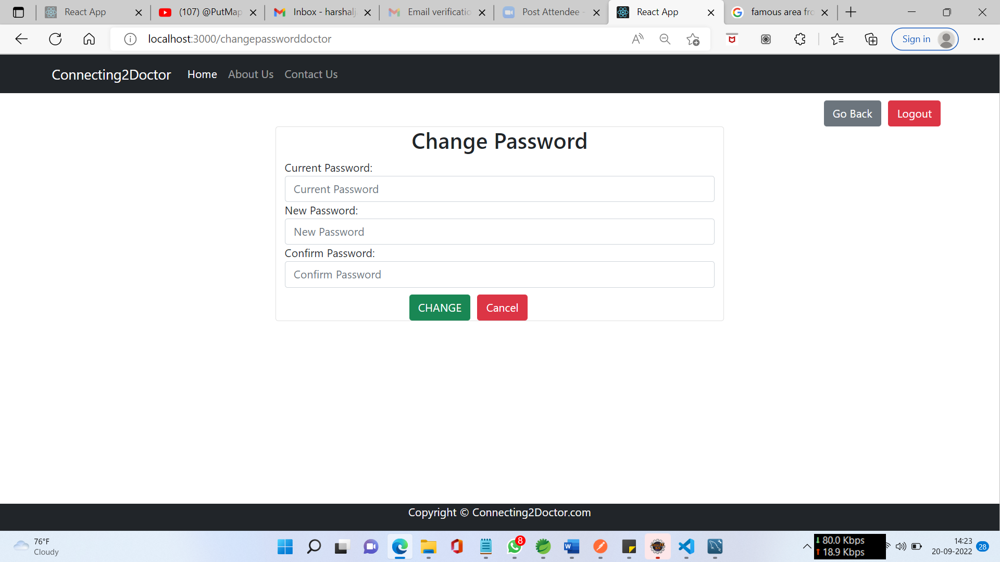 React App
(107) @PutMap
Inbox - harshalj
Email verificatio
Post Attendee -
React App
famous area fro
localhost:3000/changepassworddoctor
Sign in
Connecting2Doctor
Home
About Us
Contact Us
Go Back
Logout
Change Password
Current Password:
Current Password
New Password:
New Password
Confirm Password:
Confirm Password
CHANGE
Cancel
Copyright © Connecting2Doctor.com
76°F
Cloudy
8
80.0 Kbps
18.9 Kbps
14:23
20-09-2022
28